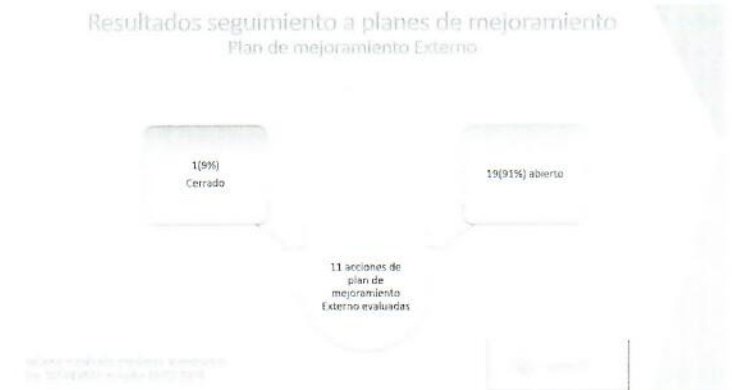 Resultados seguimiento a planes de mejoramiento
Plan de mejoramiento Externo
1(9%)
Cerrado
19(91%) abierto
11 acciones de
plan de
mejoramiento
Externo evaluadas